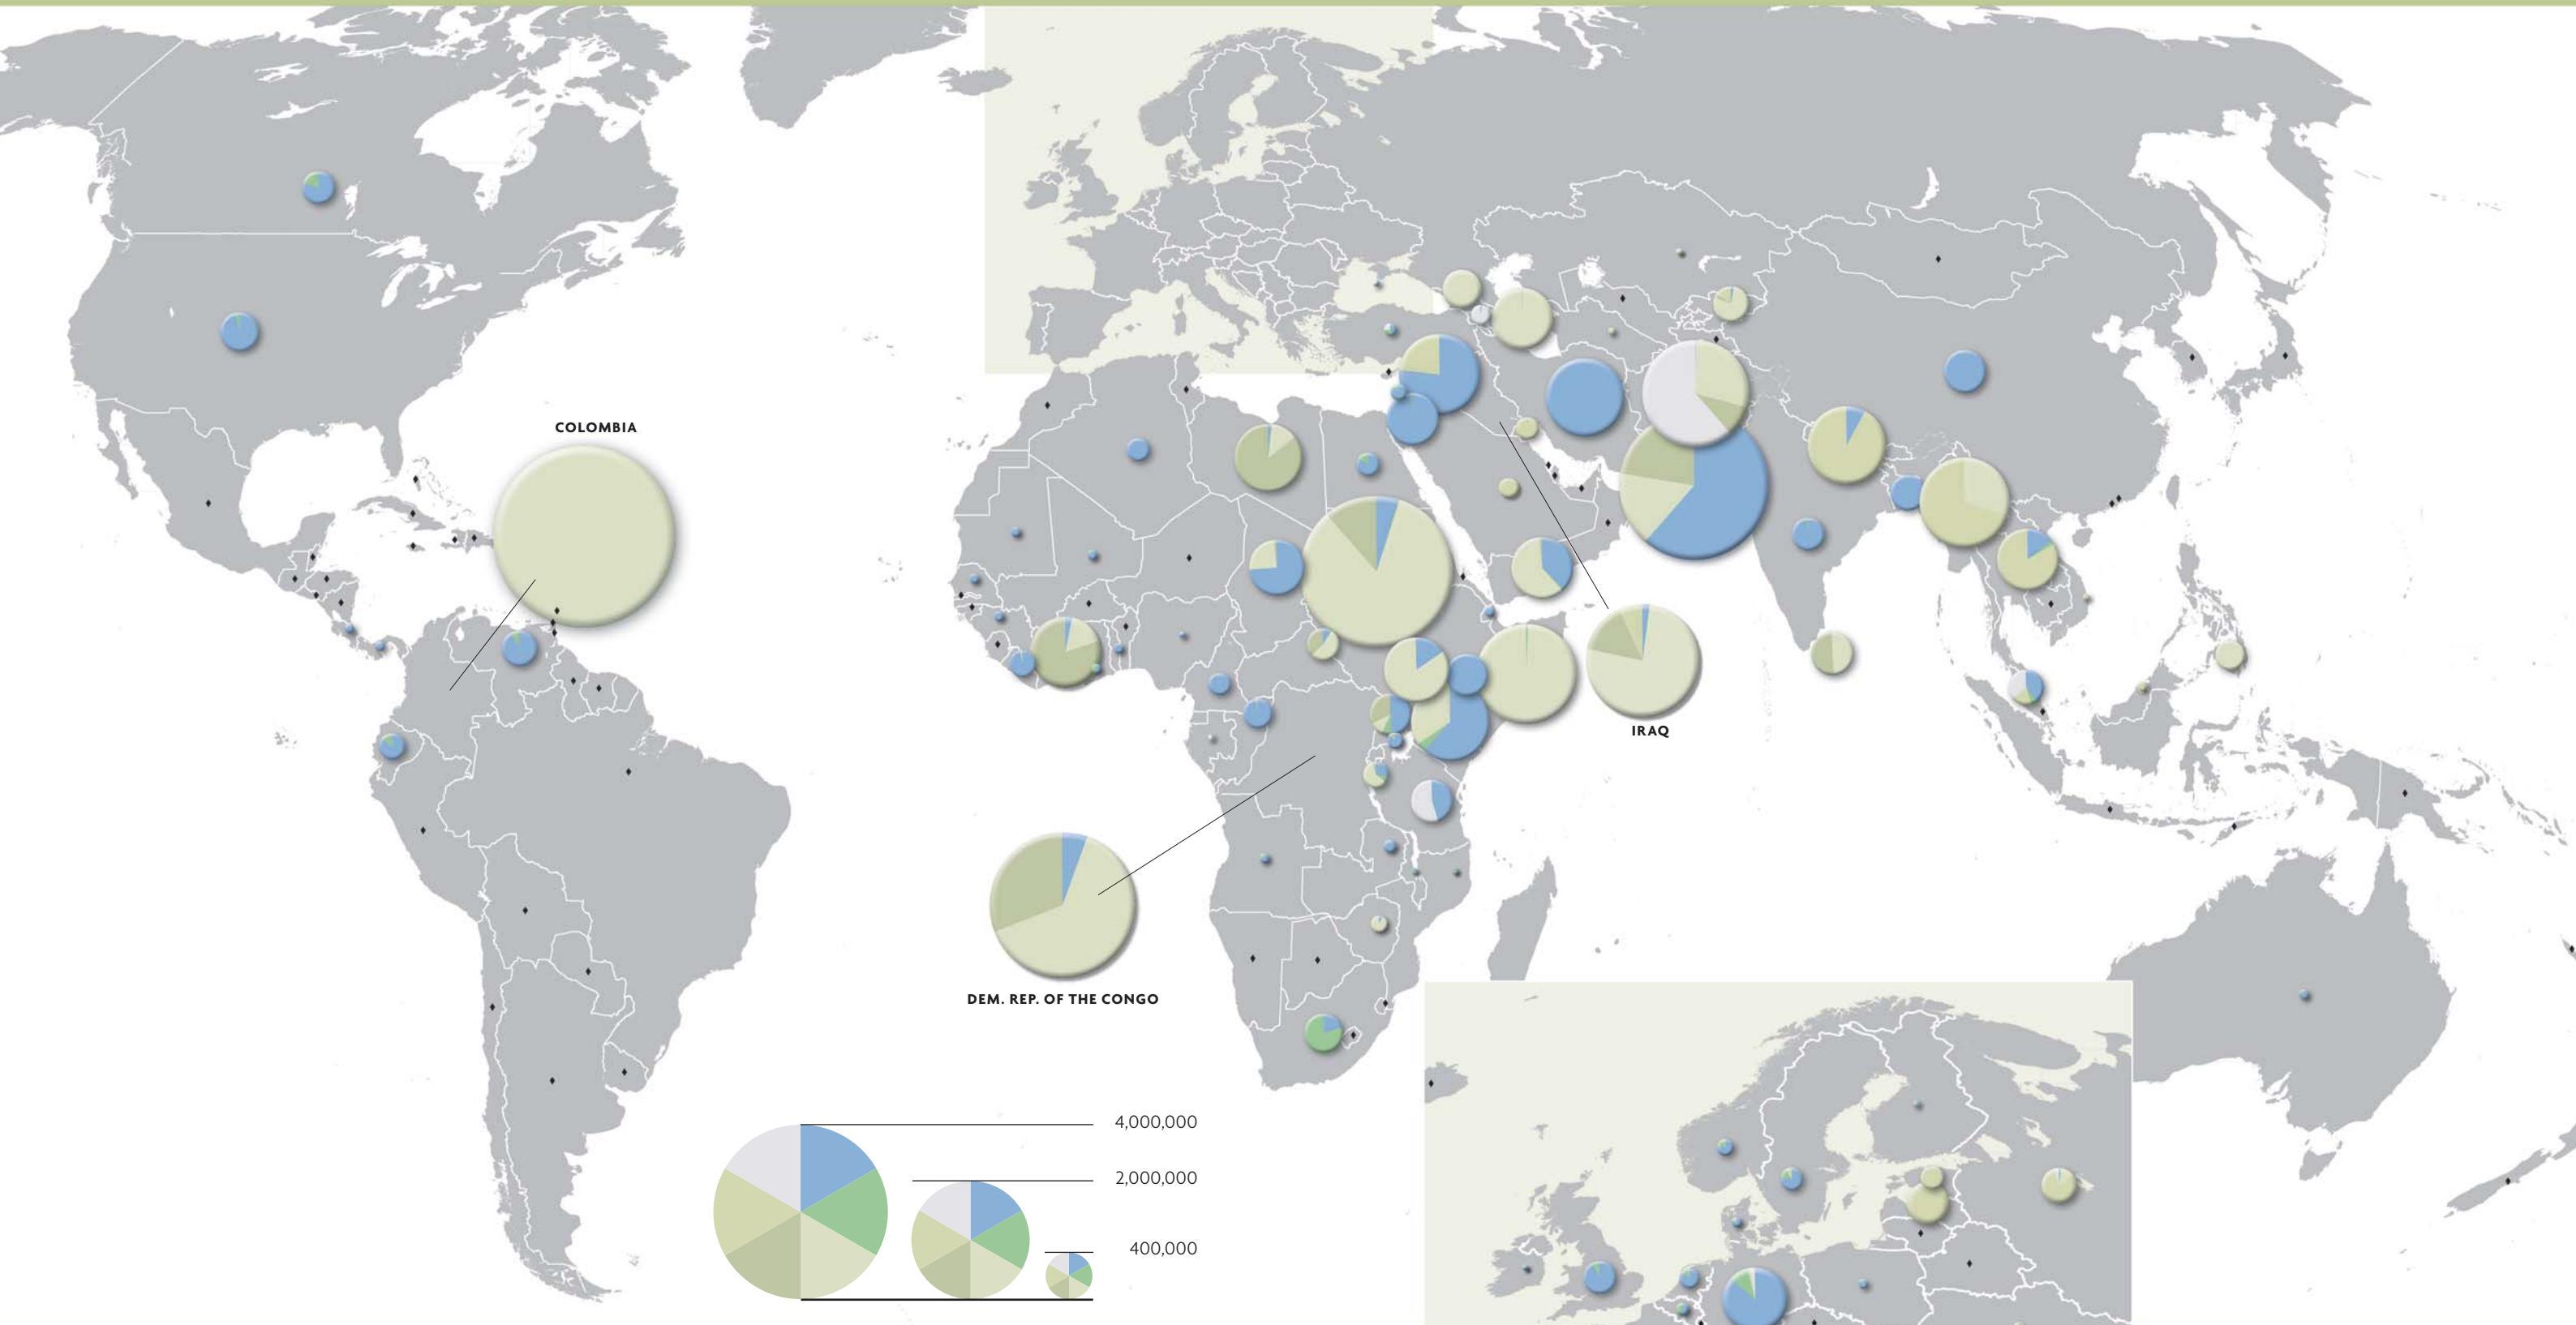 COLOMBIA
IRAQ
DEM. REP. OF THE CONGO
4,000,000
2,000,000
400,000